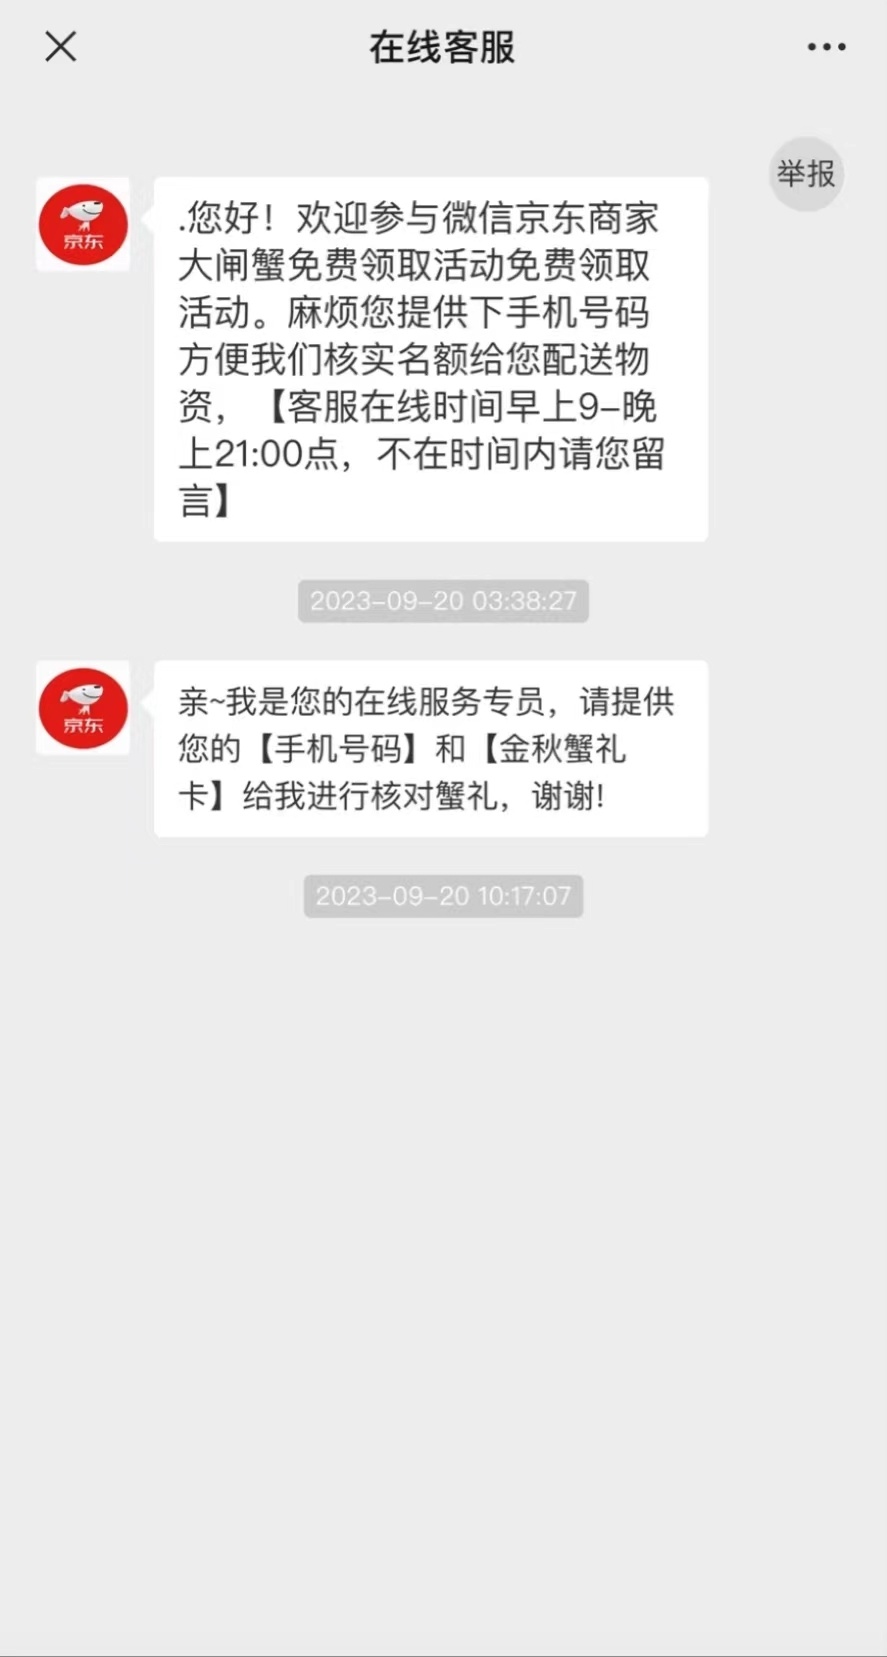 在线客服
举报
京东
.您好！欢迎参与微信京东商家
大闸蟹免费领取活动免费领取
活动。麻烦您提供下手机号码
方便我们核实名额给您配送物
资，【客服在线时间早上9-晚
上21:00点，不在时间内请您留
言】
2023-09-20 03:38:27
京东
亲~我是您的在线服务专员，请提供
您的【手机号码】和【金秋蟹礼
卡】给我进行核对蟹礼，谢谢!
2023-09-20 10:17:07